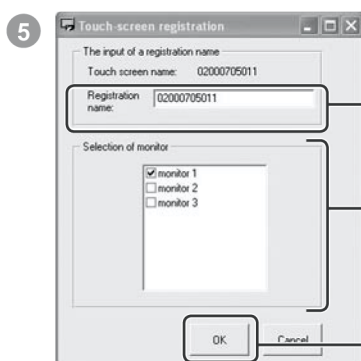 5
Touch-screen registration
The input of a registration name
Touch screen name: 02000705011
Registration name: 02000705011
Selection of monitor
monitor 1
monitor 2
monitor 3
OK Cancel